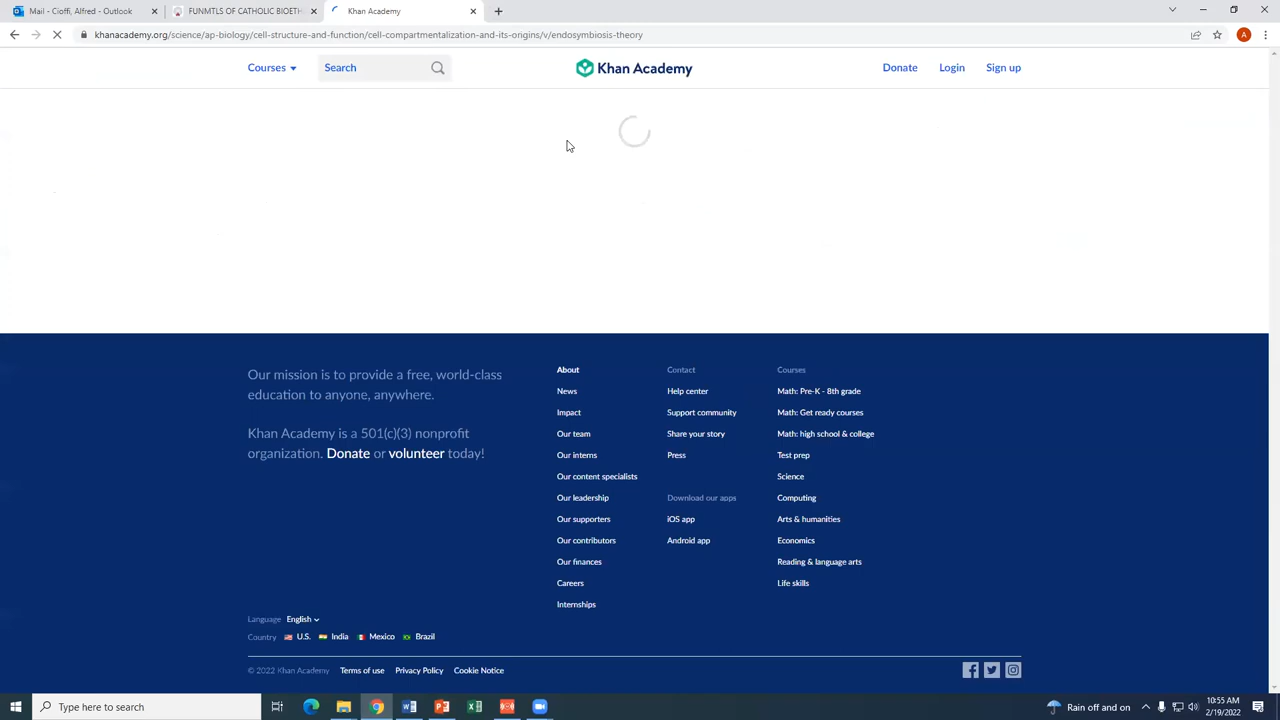 Mail - Cioffi, Alfred - Outlook
FUNMTLS OF CATHOLIC BIOETH
Khan Academy
khanacademy.org/science/ap-biology/cell-structure-and-function/cell-compartmentalization-and-its-origins/v/endosymbiosis-theory
A
Courses
Search
Khan Academy
Donate
Login
Sign up
Our mission is to provide a free, world-class
education to anyone, anywhere.
Khan Academy is a 501(c)(3) nonprofit
organization. Donate or volunteer today!
About
News
Impact
Our team
Our interns
Our content specialists
Our leadership
Our supporters
Our contributors
Our finances
Careers
Internships
Contact
Help center
Support community
Share your story
Press
Download our apps
iOS app
Android app
Courses
Math: Pre-K - 8th grade
Math: Get ready courses
Math: high school & college
Test prep
Science
Computing
Arts & humanities
Economics
Reading & language arts
Life skills
Language English
Country U.S. India Mexico Brazil
© 2022 Khan Academy Terms of use Privacy Policy Cookie Notice
Type here to search
Rain off and on
10:55 AM
2/19/2022